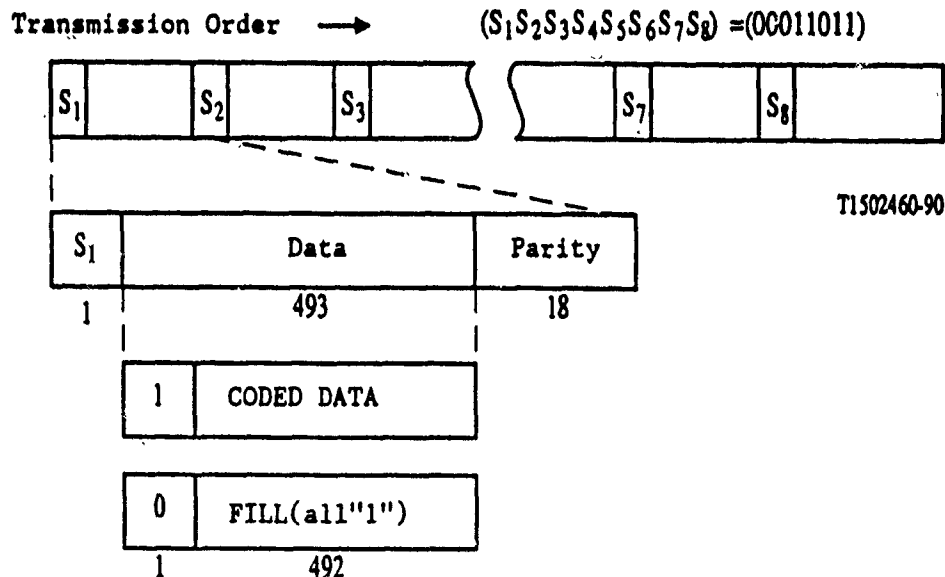 Transmission Order → (S₁S₂S₃S₄S₅S₆S₇S₈) =(00011011)
S₁ S₂ S₃ S₇ S₈
T1502460-90
S₁ Data Parity
1 493 18
1 CODED DATA
0 FILL(all"1")
1 492